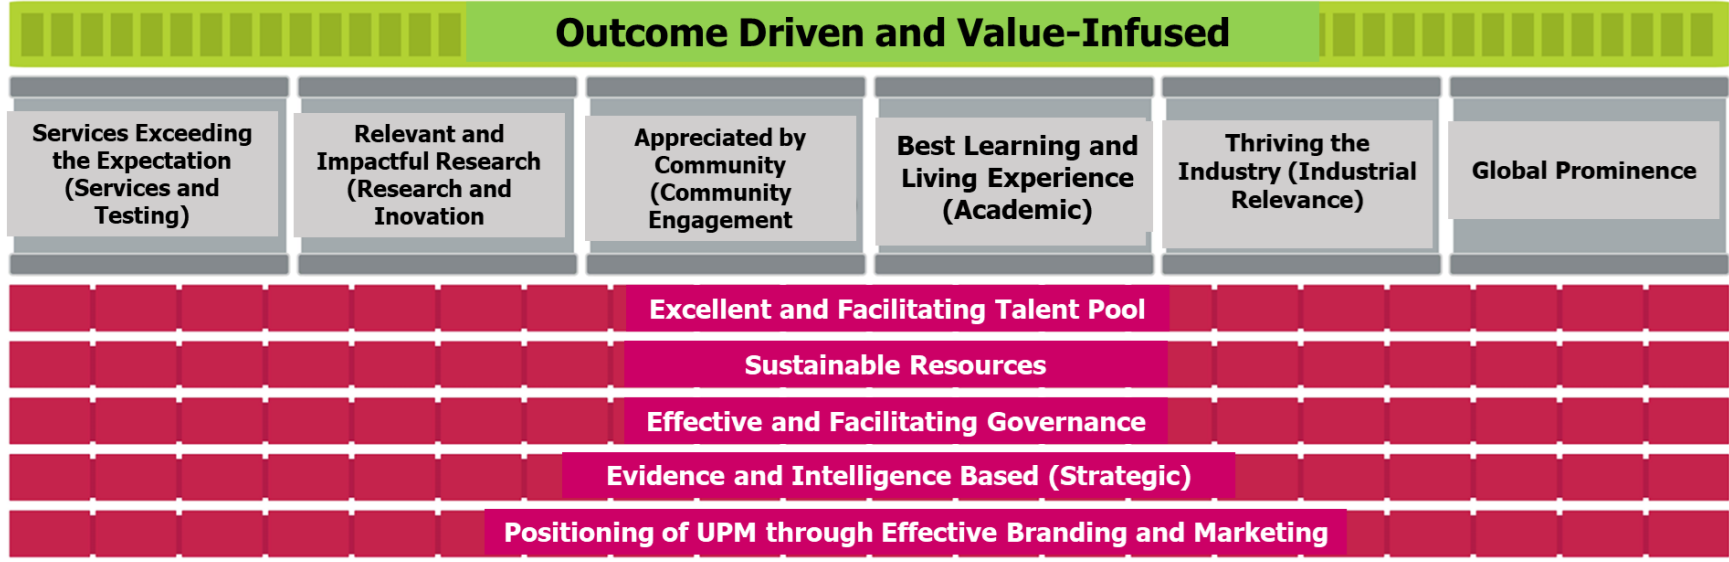 Outcome Driven and Value-Infused
Services Exceeding
the Expectation
(Services and
Testing)
Relevant and
Impactful Research
(Research and
Inovation
Appreciated by
Community
(Community
Engagement
Best Learning and
Living Experience
(Academic)
Thriving the
Industry (Industrial
Relevance)
Global Prominence
Excellent and Facilitating Talent Pool
Sustainable Resources
Effective and Facilitating Governance
Evidence and Intelligence Based (Strategic)
Positioning of UPM through Effective Branding and Marketing